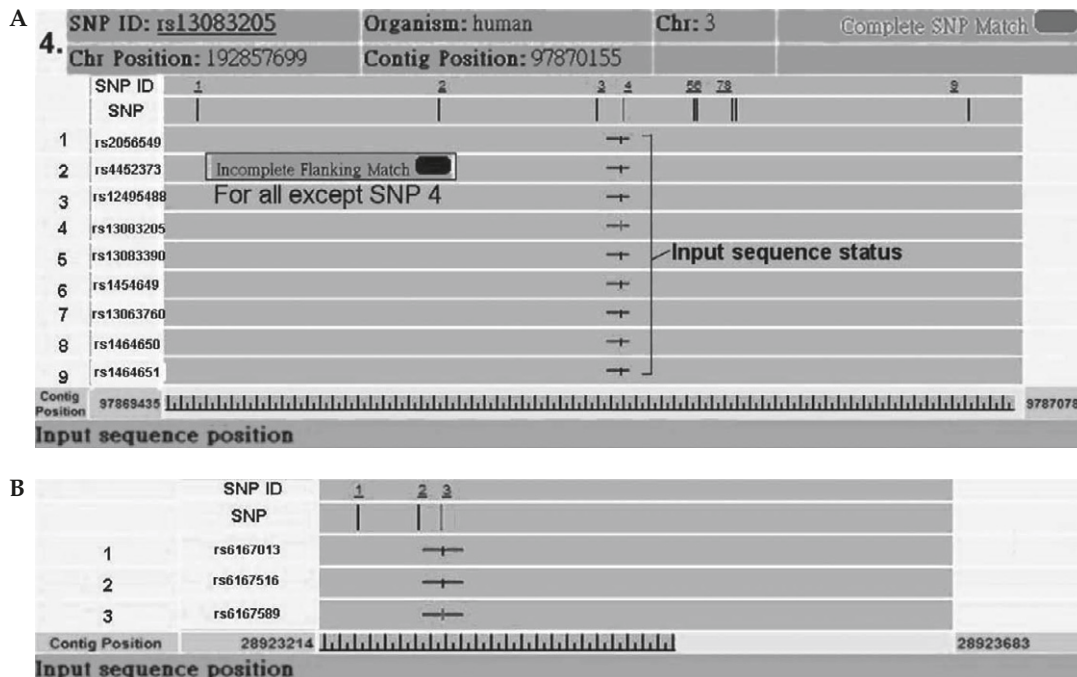 A
4. SNP ID: rs13083205 Organism: human Chr: 3 Complete SNP Match
Chr Position: 192857699 Contig Position: 97870155
SNP ID 1 2 3 4 56 78 9
SNP
1 rs2056549
2 rs4452373
Incomplete Flanking Match
3 rs12495488
For all except SNP 4
4 rs13083205
5 rs13083390
Input sequence status
6 rs1454649
7 rs13063760
8 rs1464650
9 rs1464651
Contig Position 97869435 9787078
Input sequence position
B
SNP ID 1 2 3
SNP
1 rs6167013
2 rs6167516
3 rs6167589
Contig Position 28923214 28923683
Input sequence position